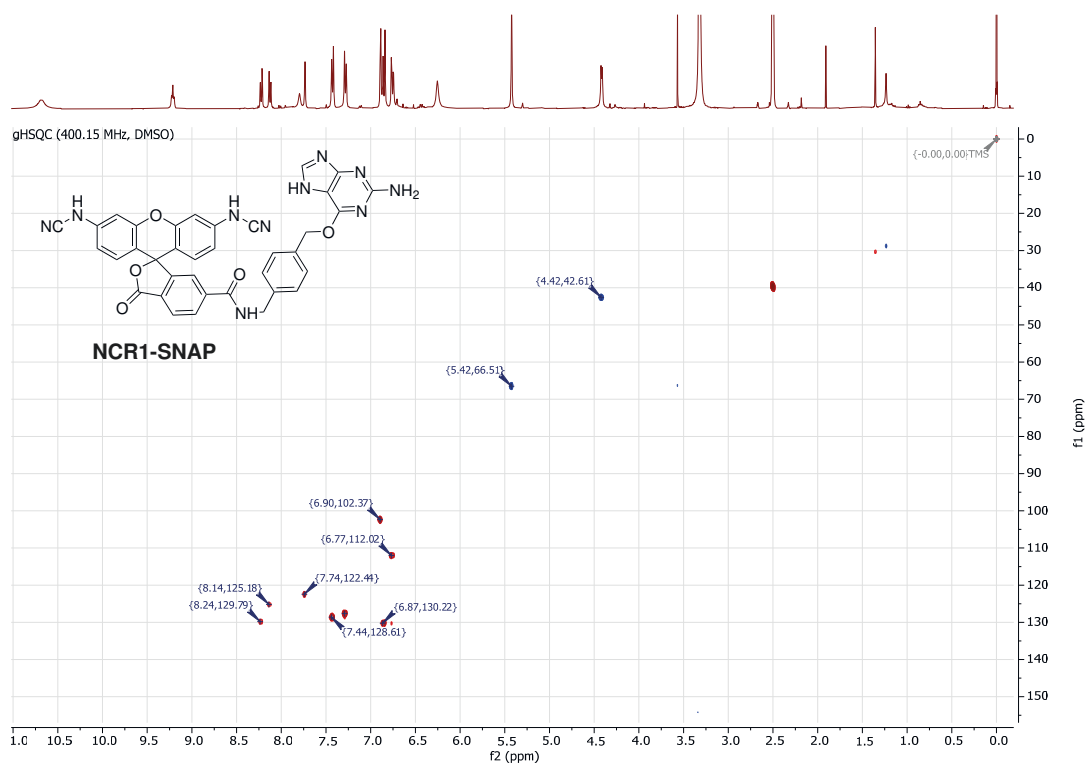 gHSQC (400.15 MHz, DMSO)
{-0.00,0.00}TMS
N
N
HN
N
NH2
O
H
N
NC
O
H
N
CN
O
O
O
NH
NCR1-SNAP
{4.42,42.61}
{5.42,66.51}
{6.90,102.37}
{6.77,112.02}
{7.74,122.44}
{8.14,125.18}
{8.24,129.79}
{6.87,130.22}
{7.44,128.61}
0
10
20
30
40
50
60
70
80
90
100
110
120
130
140
150
f1 (ppm)
1.0 10.5 10.0 9.5 9.0 8.5 8.0 7.5 7.0 6.5 6.0 5.5 5.0 4.5 4.0 3.5 3.0 2.5 2.0 1.5 1.0 0.5 0.0
f2 (ppm)